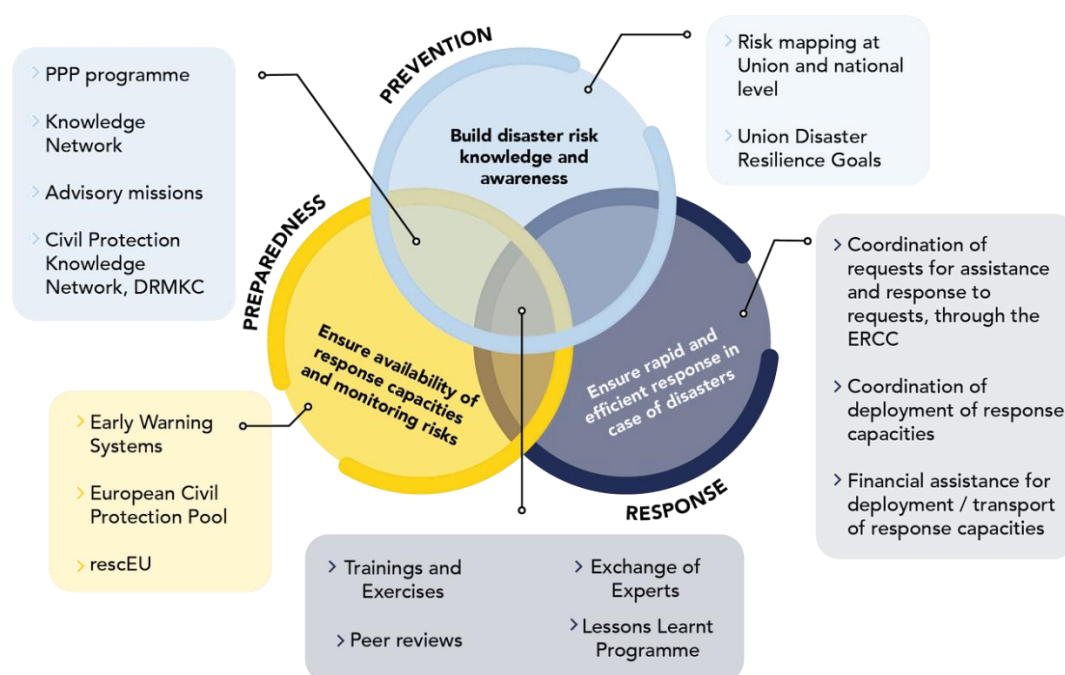 PPP programme
Knowledge
Network
Advisory missions
Civil Protection
Knowledge
Network, DRMKC
PREVENTION
Build disaster risk
knowledge and
awareness
Risk mapping at
Union and national
level
Union Disaster
Resilience Goals
PREPAREDNESS
Ensure availability of
response capacities
and monitoring risks
Early Warning
Systems
European Civil
Protection Pool
rescEU
Ensure rapid and
efficient response in
case of disasters
RESPONSE
Coordination of
requests for assistance
and response to
requests, through the
ERCC
Coordination of
deployment of response
capacities
Financial assistance for
deployment / transport
of response capacities
Trainings and
Exercises
Peer reviews
Exchange of
Experts
Lessons Learnt
Programme